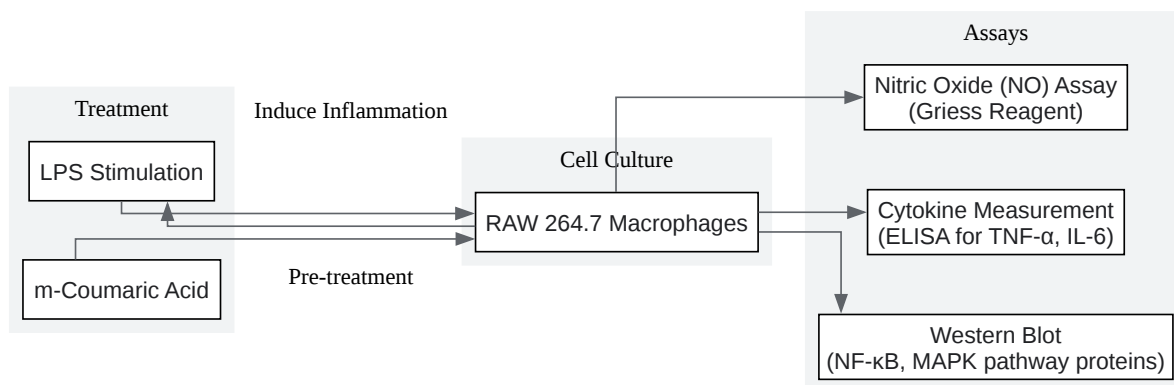 Assays
Nitric Oxide (NO) Assay
(Griess Reagent)
Treatment
Induce Inflammation
LPS Stimulation
Cell Culture
RAW 264.7 Macrophages
Cytokine Measurement
(ELISA for TNF-α, IL-6)
m-Coumaric Acid
Pre-treatment
Western Blot
(NF-κB, MAPK pathway proteins)